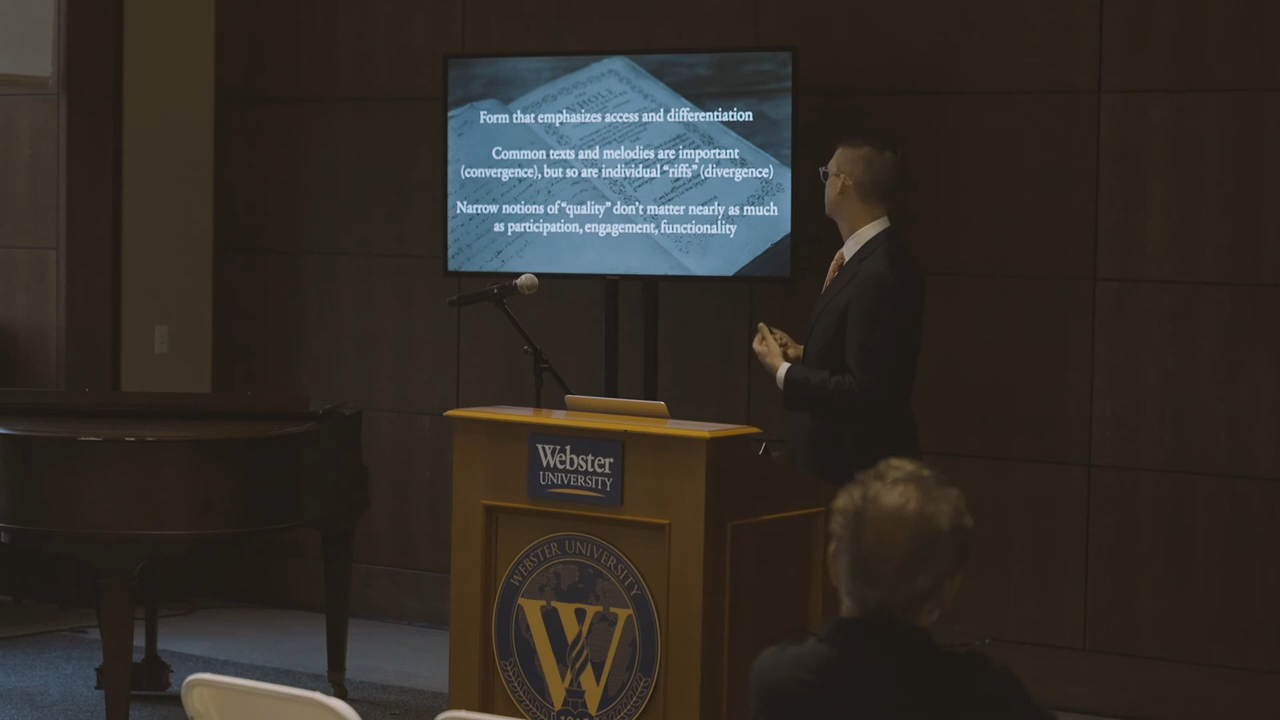 Form that emphasizes access and differentiation
Common texts and melodies are important
(convergence), but so are individual “riffs” (divergence)
Narrow notions of “quality” don’t matter nearly as much
as participation, engagement, functionality
Webster
UNIVERSITY
WEBSTER UNIVERSITY
W